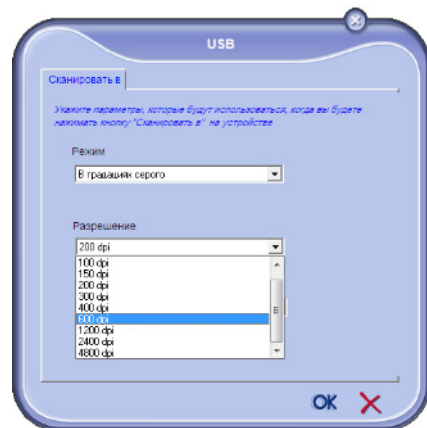 USB
Сканировать в
Укажите параметры, которые будут использоваться, когда вы будете
нажимать кнопку "Сканировать в" на устройстве
Режим
В градациях серого
Разрешение
200 dpi
100 dpi
150 dpi
200 dpi
300 dpi
400 dpi
600 dpi
1200 dpi
2400 dpi
4800 dpi
OK